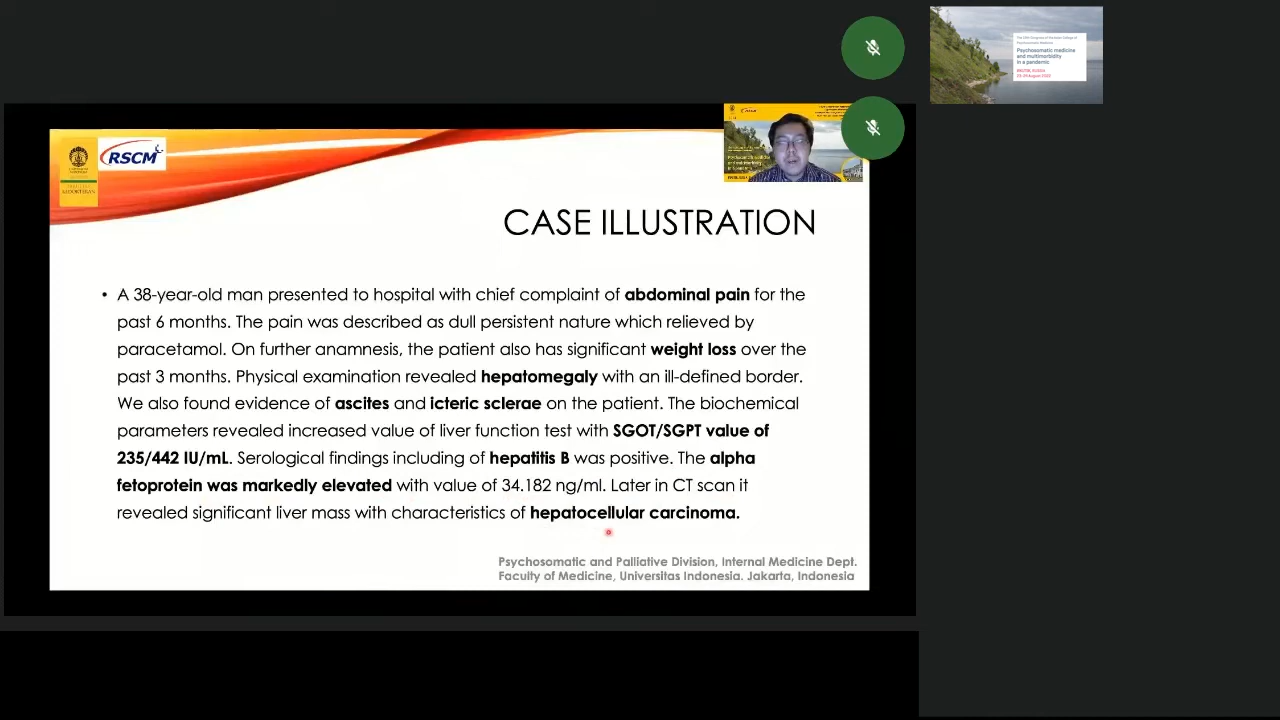 The 25th Congress of
Psychosomatic Medicine
Psychosomatic medicine
and multimorbidity
in a pandemic
RSCM
CASE ILLUSTRATION
• A 38-year-old man presented to hospital with chief complaint of abdominal pain for the
past 6 months. The pain was described as dull persistent nature which relieved by
paracetamol. On further anamnesis, the patient also has significant weight loss over the
past 3 months. Physical examination revealed hepatomegaly with an ill-defined border.
We also found evidence of ascites and icteric sclerae on the patient. The biochemical
parameters revealed increased value of liver function test with SGOT/SGPT value of
235/442 IU/mL. Serological findings including of hepatitis B was positive. The alpha
fetoprotein was markedly elevated with value of 34.182 ng/ml. Later in CT scan it
revealed significant liver mass with characteristics of hepatocellular carcinoma.
Psychosomatic and Palliative Division, Internal Medicine Dept.
Faculty of Medicine, Universitas Indonesia. Jakarta, Indonesia